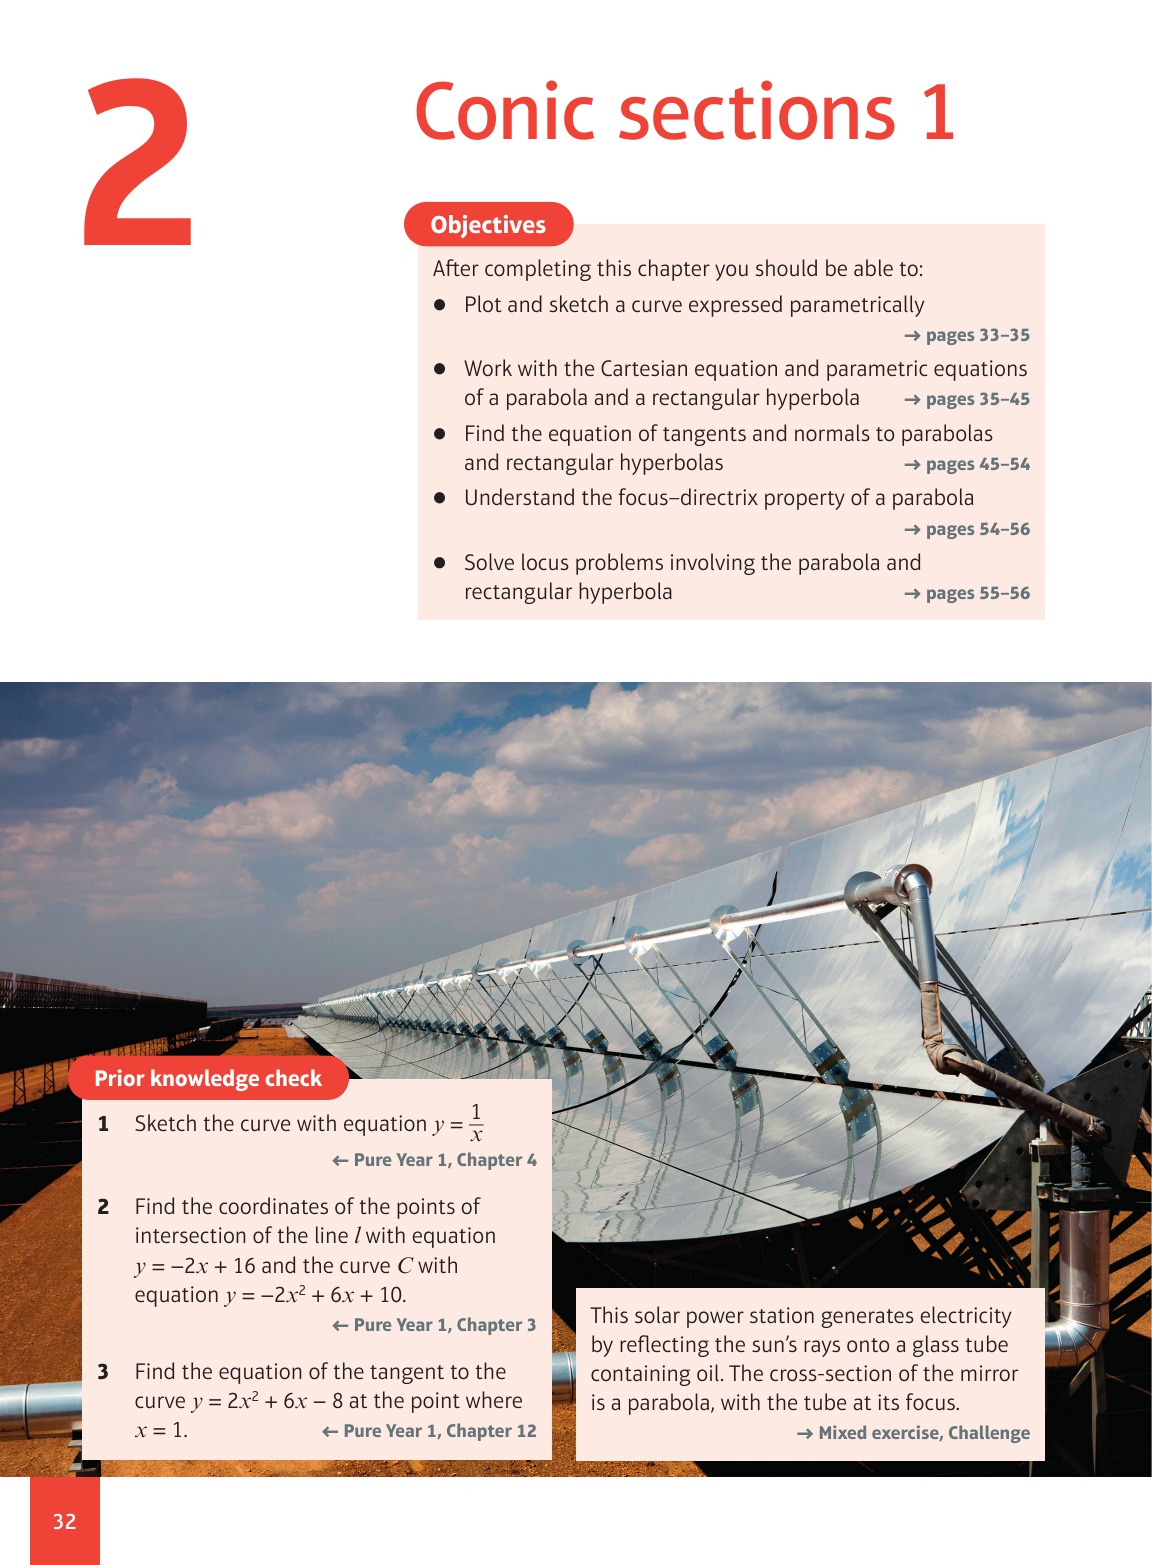 2
Conic sections 1
Objectives
After completing this chapter you should be able to:
● Plot and sketch a curve expressed parametrically
→ pages 33–35
● Work with the Cartesian equation and parametric equations
of a parabola and a rectangular hyperbola → pages 35–45
● Find the equation of tangents and normals to parabolas
and rectangular hyperbolas → pages 45–54
● Understand the focus–directrix property of a parabola
→ pages 54–56
● Solve locus problems involving the parabola and
rectangular hyperbola → pages 55–56
Prior knowledge check
1 Sketch the curve with equation y = 1/x
← Pure Year 1, Chapter 4
2 Find the coordinates of the points of
intersection of the line l with equation
y = −2x + 16 and the curve C with
equation y = −2x² + 6x + 10.
← Pure Year 1, Chapter 3
3 Find the equation of the tangent to the
curve y = 2x² + 6x − 8 at the point where
x = 1. ← Pure Year 1, Chapter 12
This solar power station generates electricity
by reflecting the sun's rays onto a glass tube
containing oil. The cross-section of the mirror
is a parabola, with the tube at its focus.
→ Mixed exercise, Challenge
32